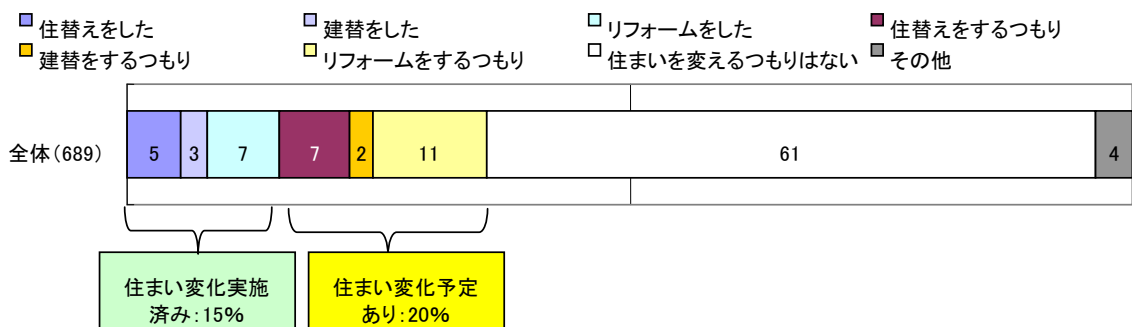 住替えをした 建替をした リフォームをした 住替えをするつもり
建替をするつもり リフォームをするつもり 住まいを変えるつもりはない その他
全体(689) 5 3 7 7 2 11 61 4
住まい変化実施
済み:15%
住まい変化予定
あり:20%